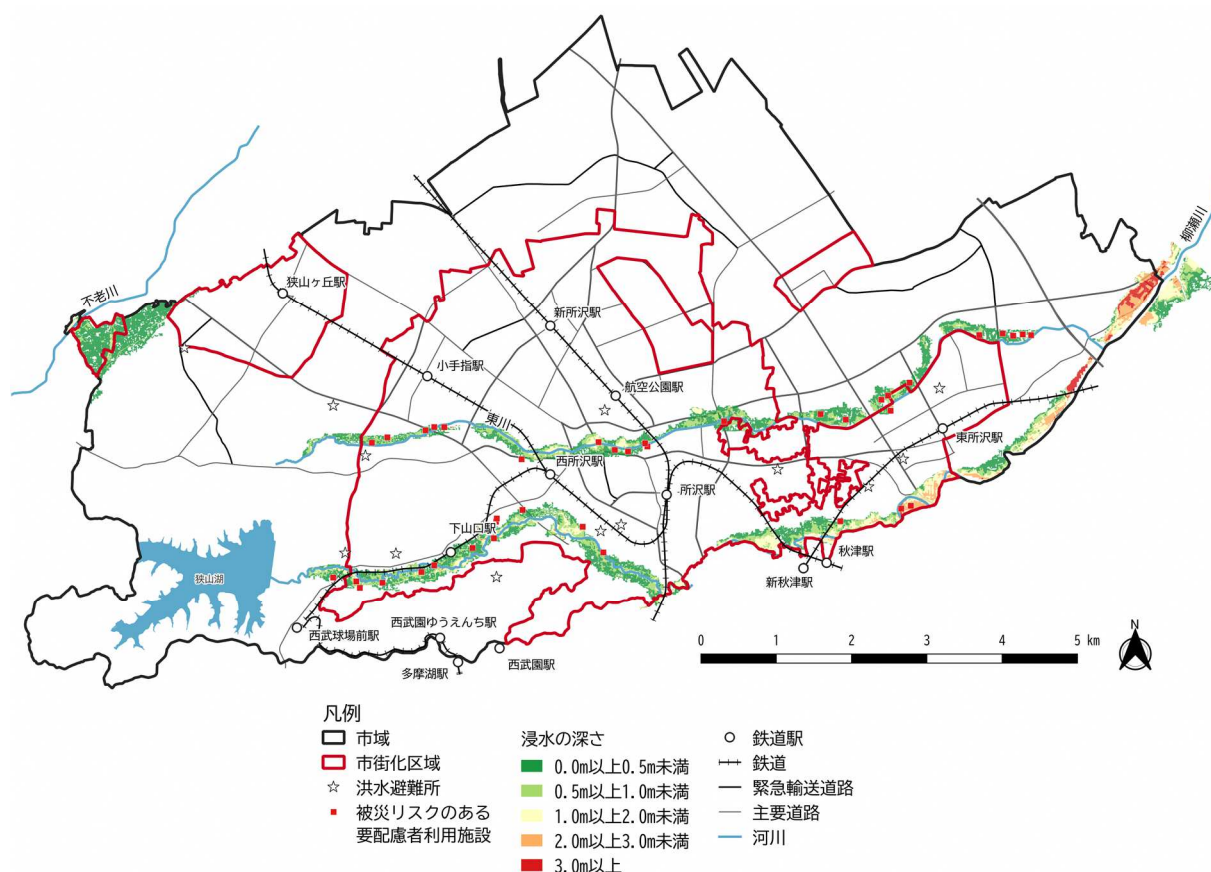 柳瀬川
不老川
狭山ヶ丘駅
新所沢駅
小手指駅
航空公園駅
東川
東所沢駅
西所沢駅
所沢駅
下山口駅
狭山湖
秋津駅
新秋津駅
西武球場前駅
西武園ゆうえんち駅
西武園駅
多摩湖駅
0 1 2 3 4 5 km
N
凡例
市域
市街化区域
洪水避難所
被災リスクのある
要配慮者利用施設
浸水の深さ
0.0m以上0.5m未満
0.5m以上1.0m未満
1.0m以上2.0m未満
2.0m以上3.0m未満
3.0m以上
鉄道駅
鉄道
緊急輸送道路
主要道路
河川